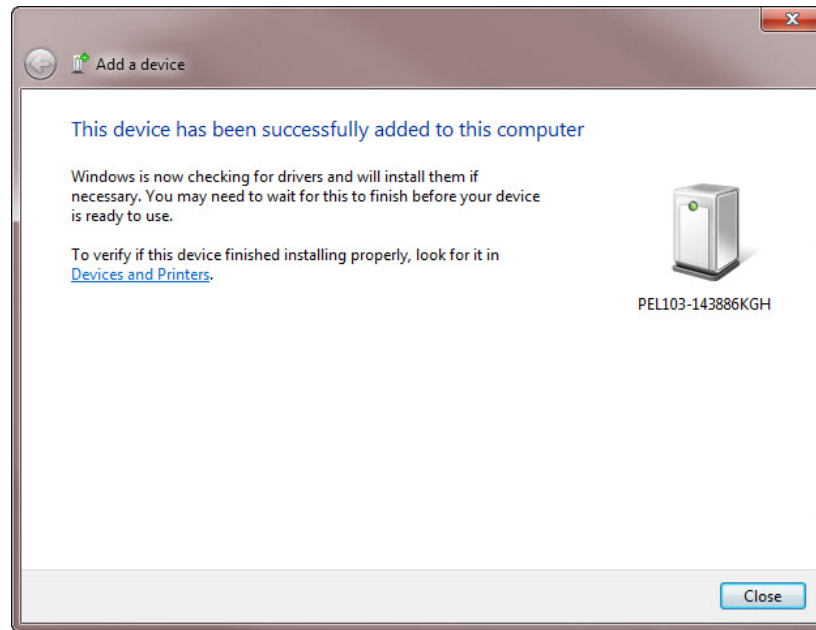 Add a device
This device has been successfully added to this computer
Windows is now checking for drivers and will install them if
necessary. You may need to wait for this to finish before your device
is ready to use.
To verify if this device finished installing properly, look for it in
Devices and Printers.
PEL103-143886KGH
Close